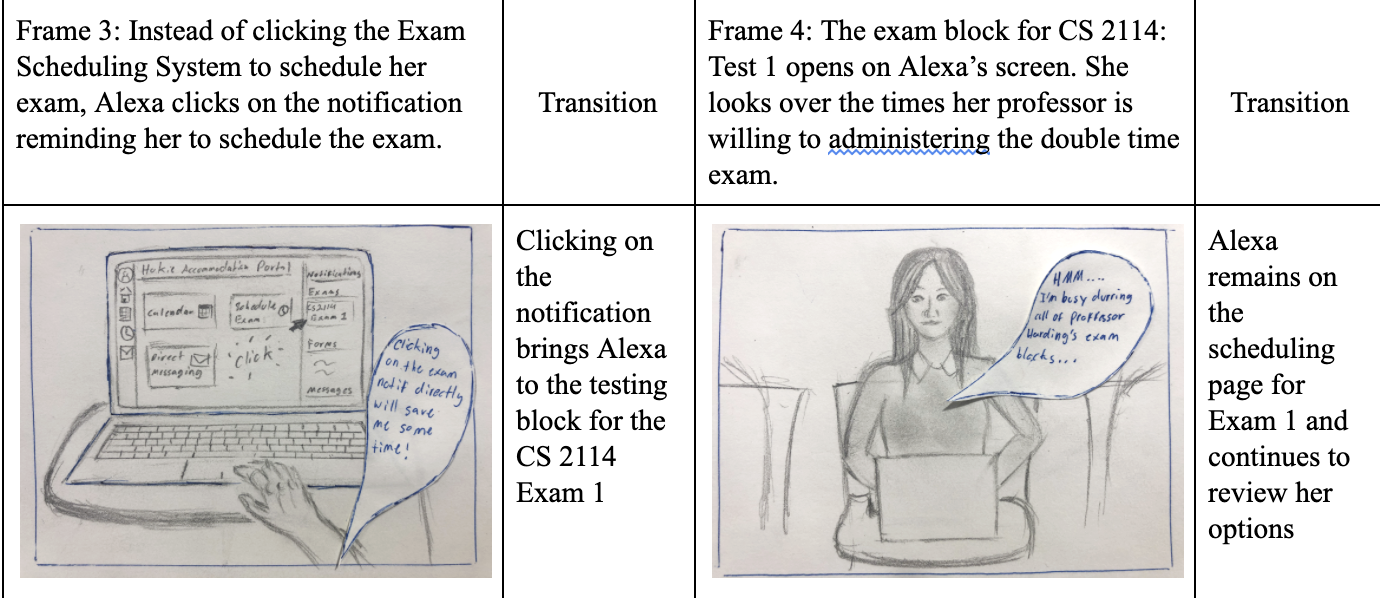 Frame 3: Instead of clicking the Exam
Scheduling System to schedule her
exam, Alexa clicks on the notification
reminding her to schedule the exam.
Transition
Frame 4: The exam block for CS 2114:
Test 1 opens on Alexa’s screen. She
looks over the times her professor is
willing to administering the double time
exam.
Transition
Hokie Accommodation Portal
Calendar
Schedule
Exam
Direct
Messaging
Click
Notifications
Exams
CS2114
Exam 1
Forms
Messages
Clicking
on the exam
notif directly
will save
me some
time!
Clicking on
the
notification
brings Alexa
to the testing
block for the
CS 2114
Exam 1
HMM....
I'm busy durring
all of Proffssor
Harding's exam
blocks...
Alexa
remains on
the
scheduling
page for
Exam 1 and
continues to
review her
options